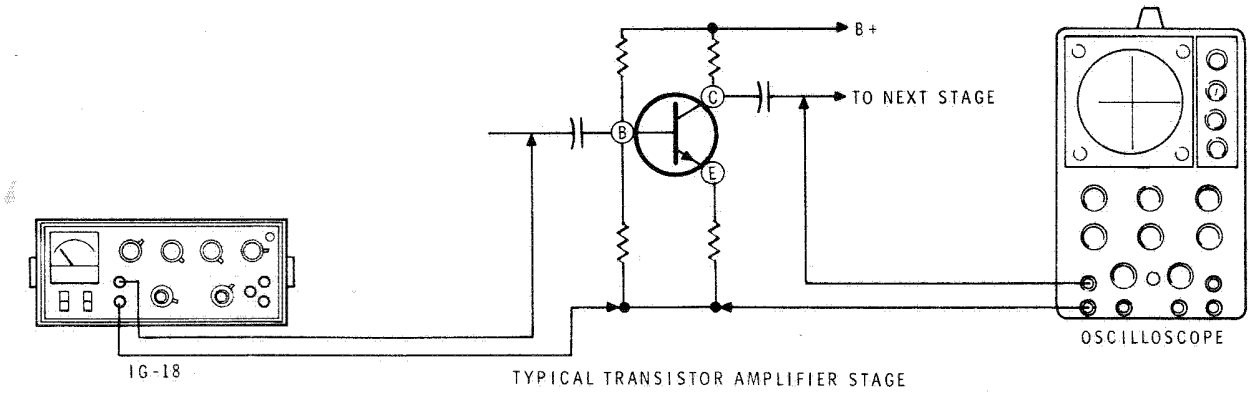 B+
C
TO NEXT STAGE
B
E
IG-18
OSCILLOSCOPE
TYPICAL TRANSISTOR AMPLIFIER STAGE